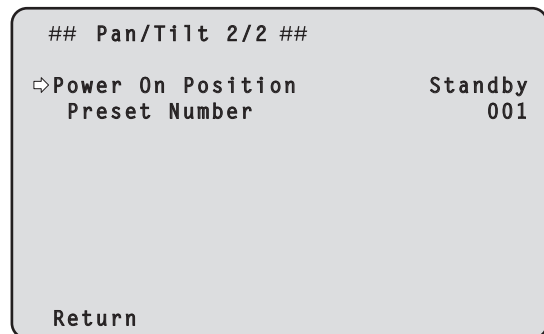 ## Pan/Tilt 2/2 ##
⇨Power On Position Standby
Preset Number 001
Return